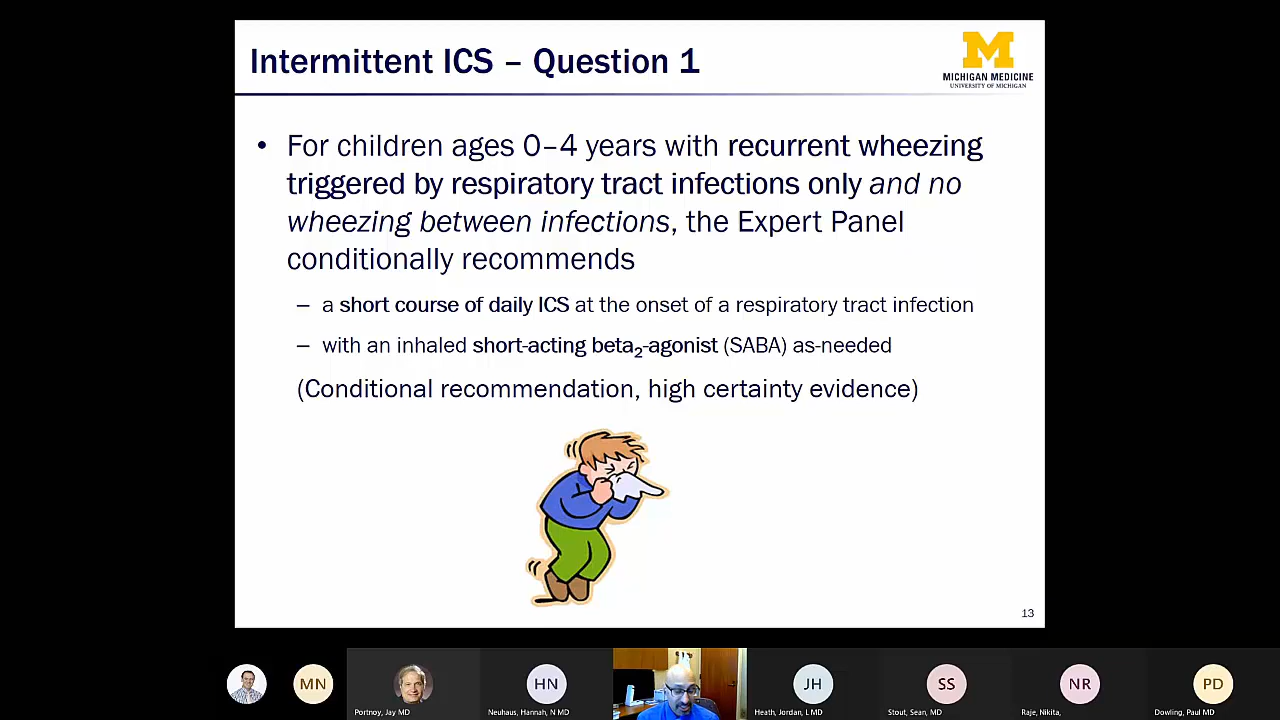 Intermittent ICS – Question 1
M
MICHIGAN MEDICINE
UNIVERSITY OF MICHIGAN
• For children ages 0–4 years with recurrent wheezing
triggered by respiratory tract infections only and no
wheezing between infections, the Expert Panel
conditionally recommends
– a short course of daily ICS at the onset of a respiratory tract infection
– with an inhaled short-acting beta2-agonist (SABA) as-needed
(Conditional recommendation, high certainty evidence)
13
MN
HN
JH
SS
NR
PD
Portnoy, Jay MD
Neuhaus, Hannah, N MD
Heath, Jordan, L MD
Stout, Sean, MD
Raje, Nikita,
Dowling, Paul MD